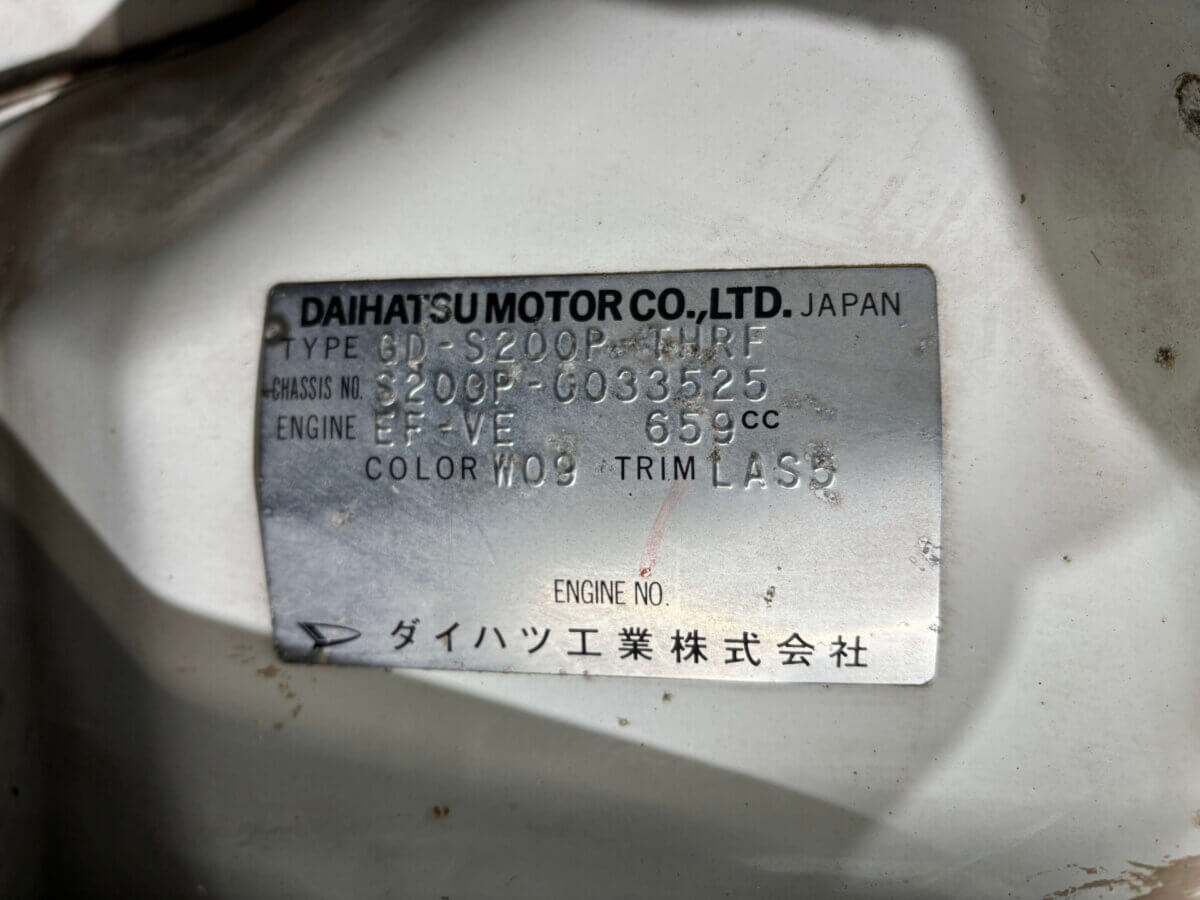 DAIHATSU MOTOR CO.,LTD. JAPAN
TYPE GD-S200P-THRF
CHASSIS NO. S200P-0033525
ENGINE EF-VE 659cc
COLOR W09 TRIM LAS5
ENGINE NO.
ダイハツ工業株式会社